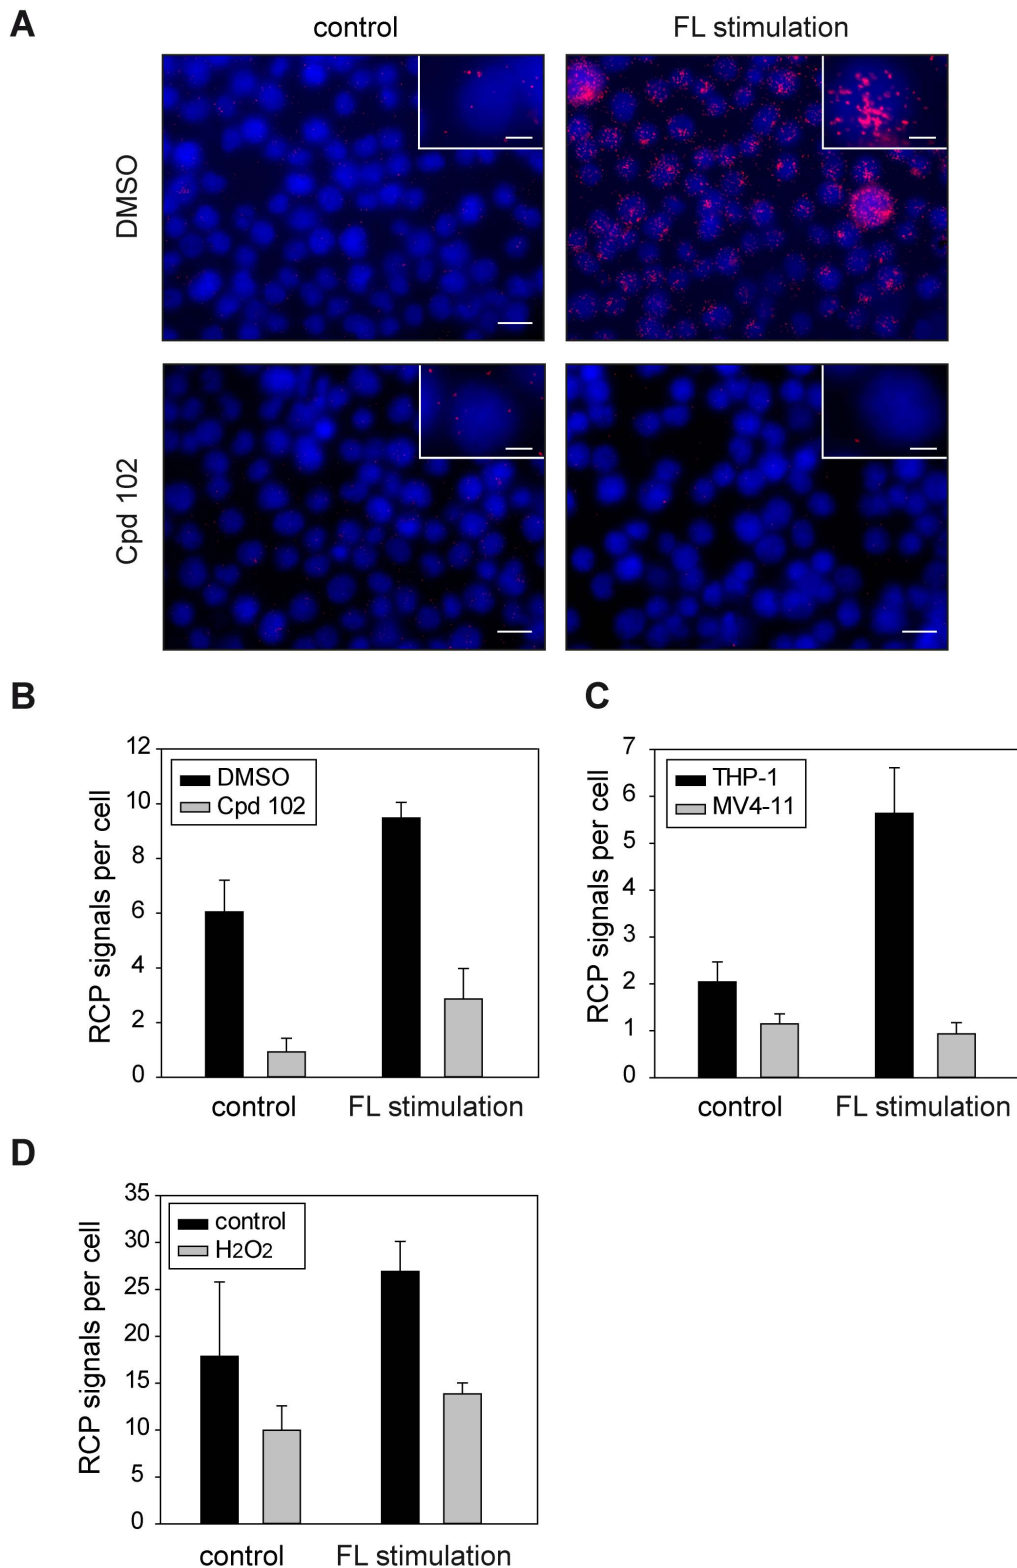 A
control FL stimulation
DMSO
Cpd 102
B
RCP signals per cell
12
10
8
6
4
2
0
DMSO
Cpd 102
control FL stimulation
C
RCP signals per cell
7
6
5
4
3
2
1
0
THP-1
MV4-11
control FL stimulation
D
RCP signals per cell
35
30
25
20
15
10
5
0
control
H2O2
control FL stimulation